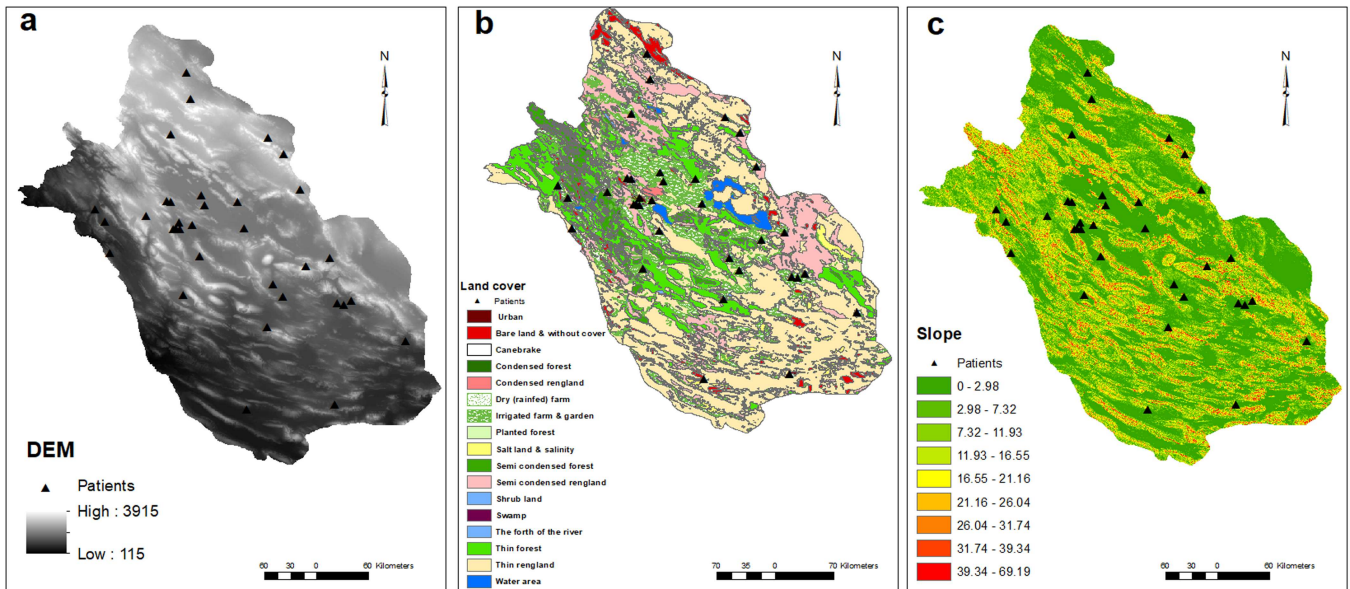 a
N
DEM
Patients
High : 3915
Low : 115
60 30 0 60 Kilometers
b
N
Land cover
Patients
Urban
Bare land & without cover
Canebrake
Condensed forest
Condensed rengland
Dry (rainfed) farm
Irrigated farm & garden
Planted forest
Salt land & salinity
Semi condensed forest
Semi condensed rengland
Shrub land
Swamp
The forth of the river
Thin forest
Thin rengland
Water area
70 35 0 70 Kilometers
c
N
Slope
Patients
0 - 2.98
2.98 - 7.32
7.32 - 11.93
11.93 - 16.55
16.55 - 21.16
21.16 - 26.04
26.04 - 31.74
31.74 - 39.34
39.34 - 69.19
60 30 0 60 Kilometers